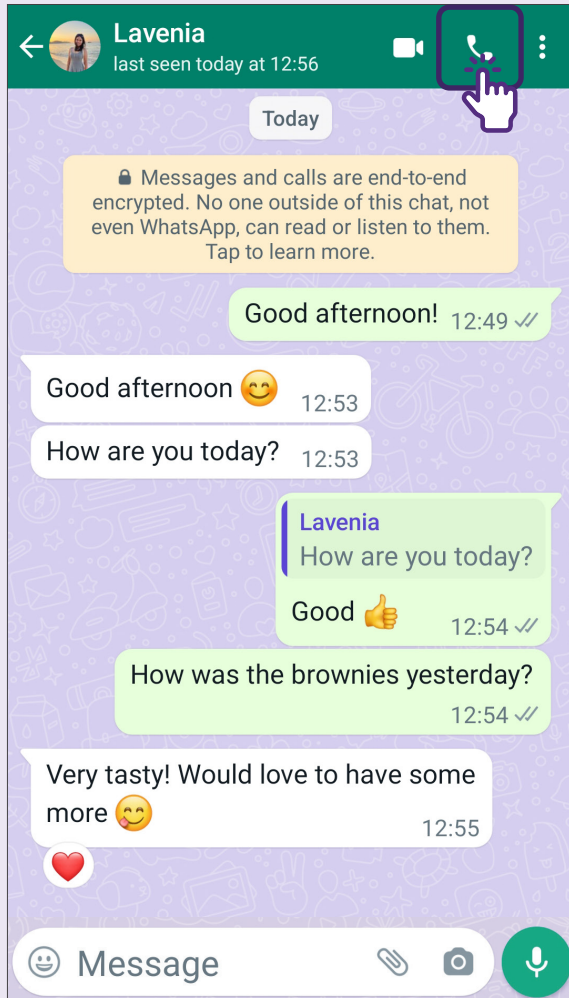 Lavenia
last seen today at 12:56
Today
Messages and calls are end-to-end
encrypted. No one outside of this chat, not
even WhatsApp, can read or listen to them.
Tap to learn more.
Good afternoon! 12:49
Good afternoon 😊 12:53
How are you today? 12:53
Lavenia
How are you today?
Good 👍 12:54
How was the brownies yesterday?
12:54
Very tasty! Would love to have some
more 😋 12:55
❤️
Message